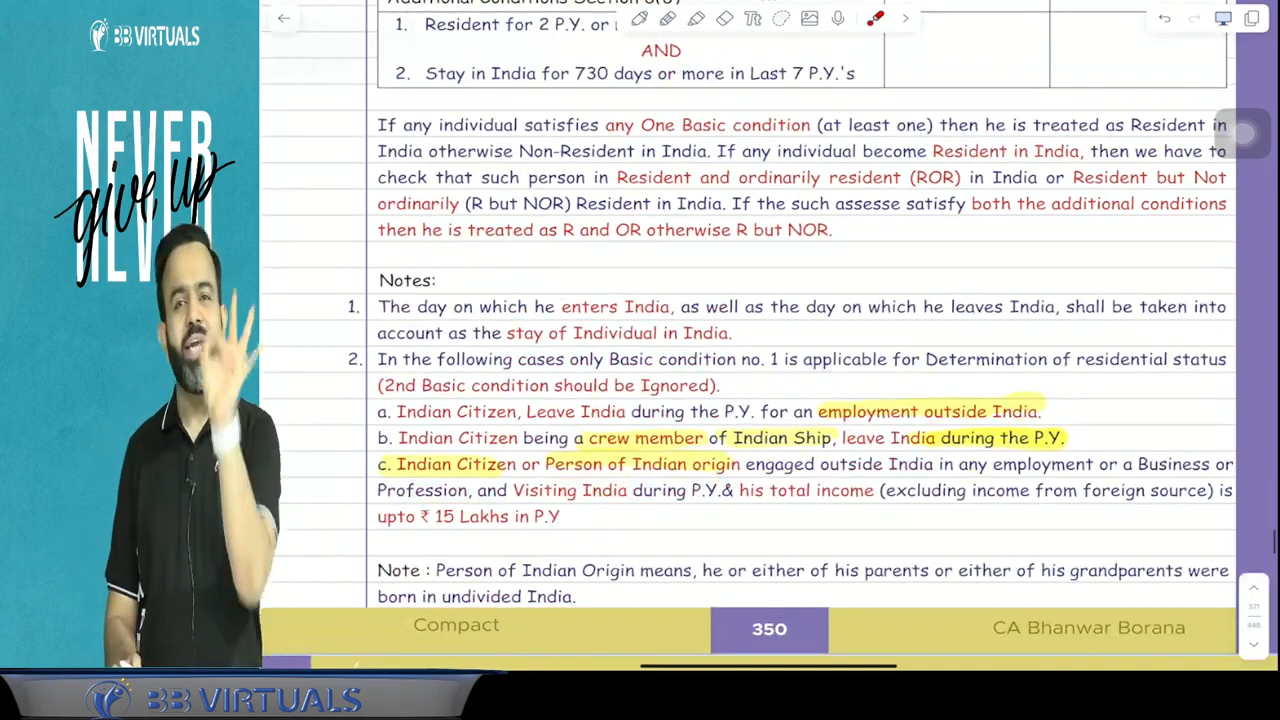 BB VIRTUALS
NEVER
give up
NEVER
1. Resident for 2 P.Y. or
Tt
AND
2. Stay in India for 730 days or more in Last 7 P.Y.'s
If any individual satisfies any One Basic condition (at least one) then he is treated as Resident in
India otherwise Non-Resident in India. If any individual become Resident in India, then we have to
check that such person in Resident and ordinarily resident (ROR) in India or Resident but Not
ordinarily (R but NOR) Resident in India. If the such assesse satisfy both the additional conditions
then he is treated as R and OR otherwise R but NOR.
Notes:
1. The day on which he enters India, as well as the day on which he leaves India, shall be taken into
account as the stay of Individual in India.
2. In the following cases only Basic condition no. 1 is applicable for Determination of residential status
(2nd Basic condition should be Ignored).
a. Indian Citizen, Leave India during the P.Y. for an employment outside India.
b. Indian Citizen being a crew member of Indian Ship, leave India during the P.Y.
c. Indian Citizen or Person of Indian origin engaged outside India in any employment or a Business or
Profession, and Visiting India during P.Y.& his total income (excluding income from foreign source) is
upto ₹ 15 Lakhs in P.Y
Note : Person of Indian Origin means, he or either of his parents or either of his grandparents were
born in undivided India.
371
448
Compact
350
CA Bhanwar Borana
BB VIRTUALS